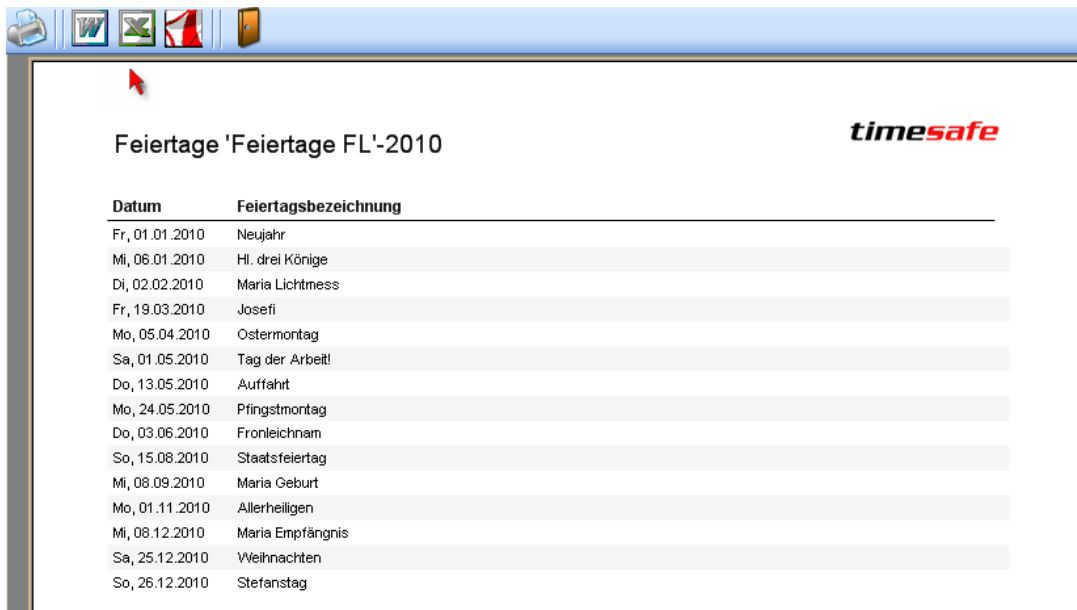 timesafe
Feiertage 'Feiertage FL'-2010
Datum Feiertagsbezeichnung
Fr, 01.01.2010 Neujahr
Mi, 06.01.2010 Hl. drei Könige
Di, 02.02.2010 Maria Lichtmess
Fr, 19.03.2010 Josefi
Mo, 05.04.2010 Ostermontag
Sa, 01.05.2010 Tag der Arbeit!
Do, 13.05.2010 Auffahrt
Mo, 24.05.2010 Pfingstmontag
Do, 03.06.2010 Fronleichnam
So, 15.08.2010 Staatsfeiertag
Mi, 08.09.2010 Maria Geburt
Mo, 01.11.2010 Allerheiligen
Mi, 08.12.2010 Maria Empfängnis
Sa, 25.12.2010 Weihnachten
So, 26.12.2010 Stefanstag